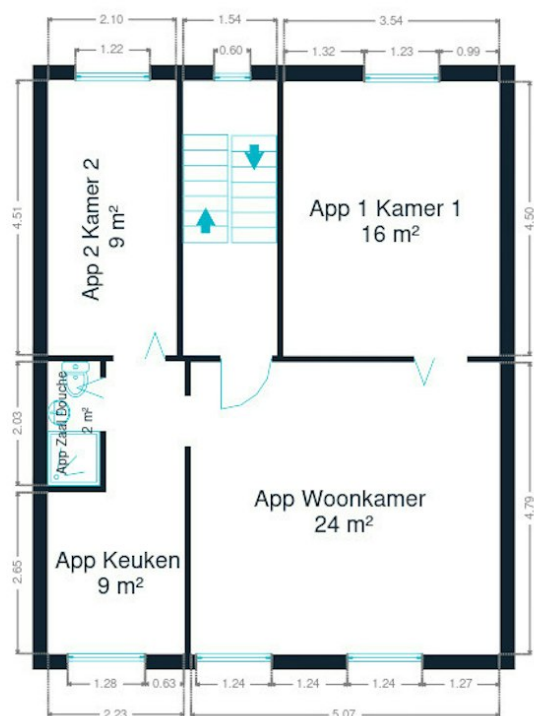 2.10
1.54
3.54
1.22
0.60
1.32
1.23
0.99
4.51
App 2 Kamer 2
9 m²
App 1 Kamer 1
16 m²
4.50
2.03
App Zaal Douche
2 m²
App Woonkamer
24 m²
4.79
2.65
App Keuken
9 m²
1.28
0.63
1.24
1.24
1.24
1.27
2.23
5.07